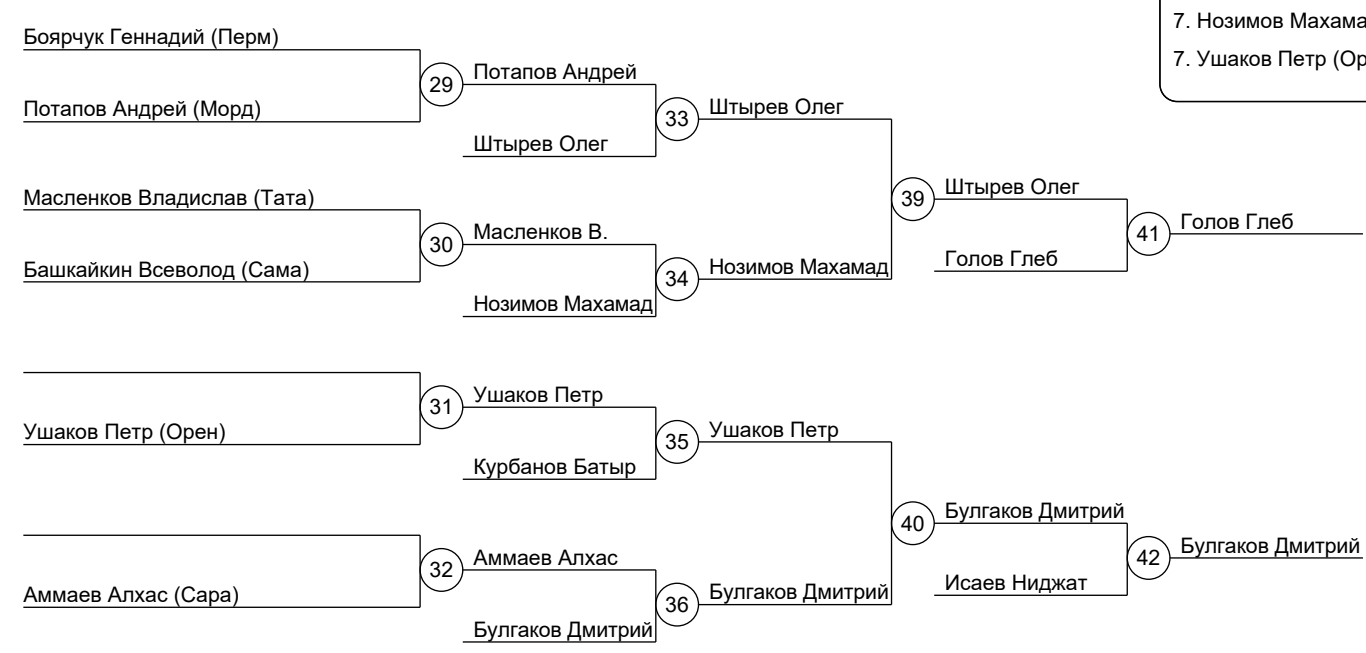 7. Нозимов Махама
7. Ушаков Петр (Ор
Боярчук Геннадий (Перм)
29
Потапов Андрей
Потапов Андрей (Морд)
33
Штырев Олег
Штырев Олег
Масленков Владислав (Тата)
39
Штырев Олег
30
Масленков В.
41
Голов Глеб
Башкайкин Всеволод (Сама)
34
Нозимов Махамад
Голов Глеб
Нозимов Махамад
31
Ушаков Петр
Ушаков Петр (Орен)
35
Ушаков Петр
Курбанов Батыр
40
Булгаков Дмитрий
32
Аммаев Алхас
42
Булгаков Дмитрий
Аммаев Алхас (Сара)
36
Булгаков Дмитрий
Исаев Ниджат
Булгаков Дмитрий